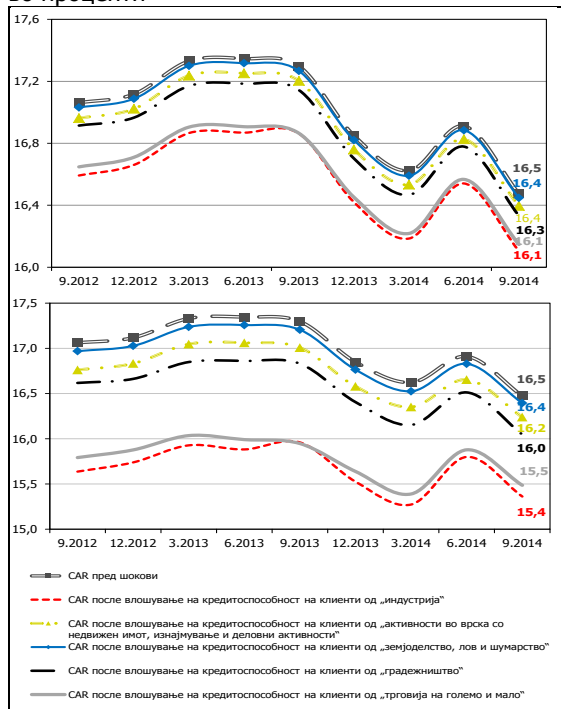 во проценти
17,6
17,2
16,8
16,4
16,0
16,5
16,4
16,4
16,3
16,1
16,1
9.2012 12.2012 3.2013 6.2013 9.2013 12.2013 3.2014 6.2014 9.2014
17,5
17,0
16,5
16,0
15,5
15,0
16,5
16,4
16,2
16,0
15,5
15,4
9.2012 12.2012 3.2013 6.2013 9.2013 12.2013 3.2014 6.2014 9.2014
CAR пред шокови
CAR после влошување на кредитоспособност на клиенти од „индустрија“
CAR после влошување на кредитоспособност на клиенти од „активности во врска со
недвижен имот, изнајмување и деловни активности“
CAR после влошување на кредитоспособност на клиенти од „земјоделство, лов и шумарство“
CAR после влошување на кредитоспособност на клиенти од „градежништво“
CAR после влошување на кредитоспособност на клиенти од „трговија на големо и мало“